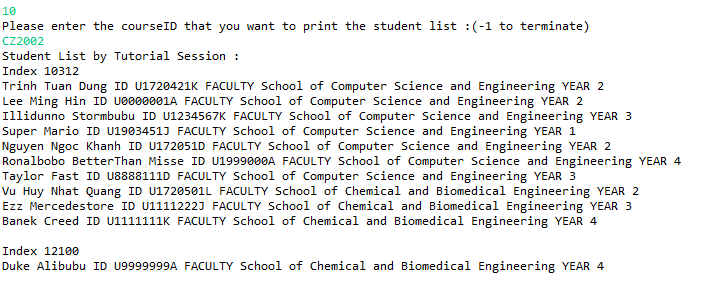 10
Please enter the courseID that you want to print the student list :(-1 to terminate)
CZ2002
Student List by Tutorial Session :
Index 10312
Trinh Tuan Dung ID U1720421K FACULTY School of Computer Science and Engineering YEAR 2
Lee Ming Hin ID U0000001A FACULTY School of Computer Science and Engineering YEAR 2
Illidunno Stormbubu ID U1234567K FACULTY School of Computer Science and Engineering YEAR 3
Super Mario ID U1903451J FACULTY School of Computer Science and Engineering YEAR 1
Nguyen Ngoc Khanh ID U172051D FACULTY School of Computer Science and Engineering YEAR 2
Ronalbobo BetterThan Misse ID U1999000A FACULTY School of Computer Science and Engineering YEAR 4
Taylor Fast ID U8888111D FACULTY School of Computer Science and Engineering YEAR 3
Vu Huy Nhat Quang ID U1720501L FACULTY School of Chemical and Biomedical Engineering YEAR 2
Ezz Mercedestore ID U1111222J FACULTY School of Chemical and Biomedical Engineering YEAR 3
Banek Creed ID U1111111K FACULTY School of Chemical and Biomedical Engineering YEAR 4
Index 12100
Duke Alibubu ID U9999999A FACULTY School of Chemical and Biomedical Engineering YEAR 4